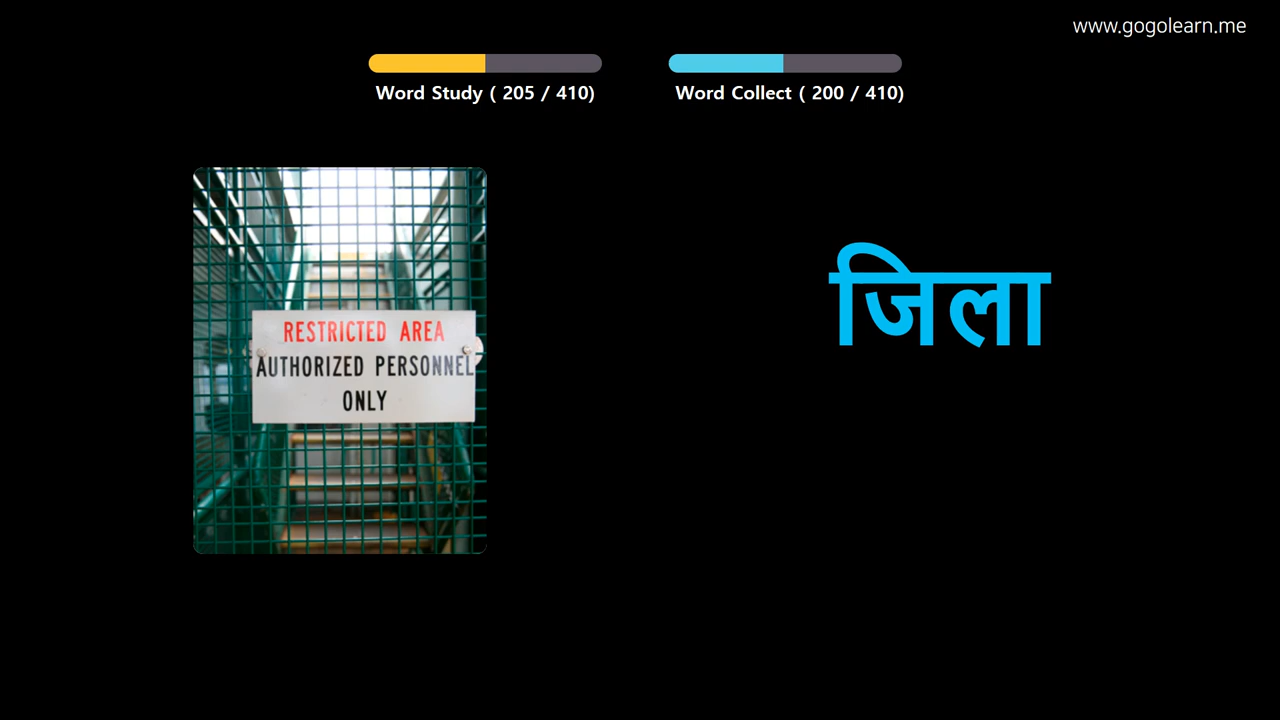 www.gogolearn.me
Word Study ( 205 / 410)
Word Collect ( 200 / 410)
RESTRICTED AREA
AUTHORIZED PERSONNEL
ONLY
जिला